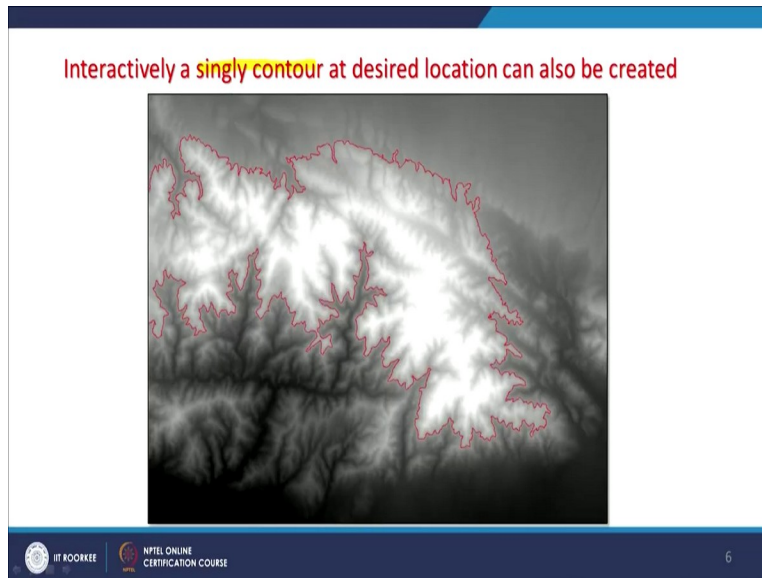 Interactively a singly contour at desired location can also be created
IIT ROORKEE
NPTEL ONLINE
CERTIFICATION COURSE
6